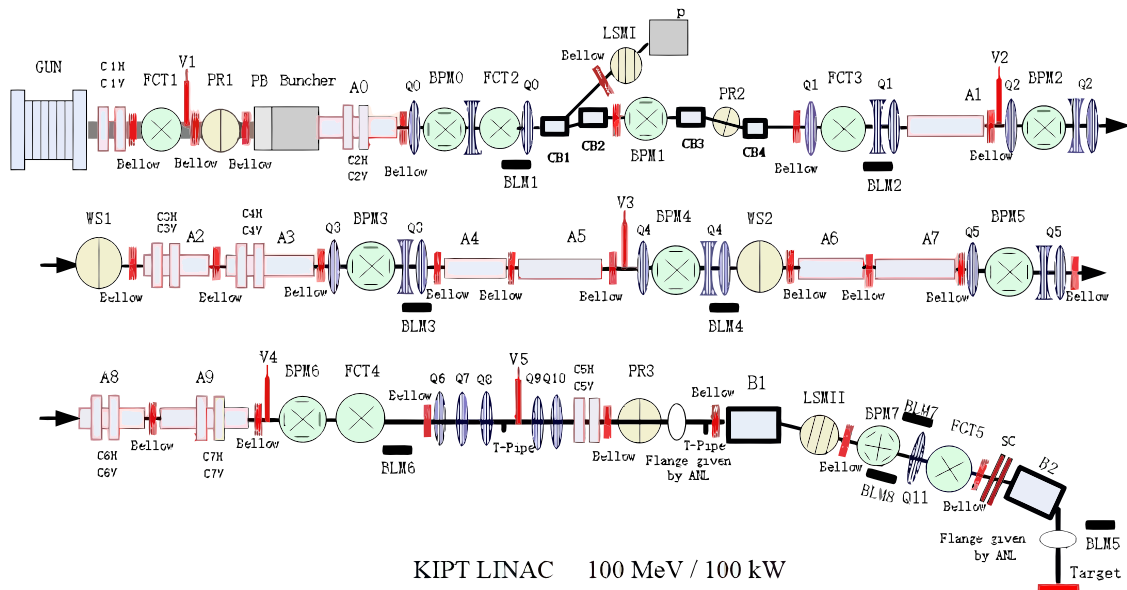 GUN
C1H
C1V
FCT1
V1
PR1
PB
Buncher
A0
Q0
BPM0
FCT2
Q0
Bellow
LSMI
p
PR2
Q1
FCT3
Q1
A1
V2
Q2
BPM2
Q2
Bellow
Bellow
Bellow
C2H
C2V
Bellow
BLM1
CB1
CB2
BPM1
CB3
CB4
Bellow
BLM2
Bellow
WS1
C3H
C3V
A2
C4H
C4V
A3
Q3
BPM3
Q3
A4
A5
V3
Q4
BPM4
Q4
WS2
A6
A7
Q5
BPM5
Q5
Bellow
Bellow
Bellow
BLM3
Bellow
Bellow
Bellow
BLM4
Bellow
Bellow
Bellow
Bellow
A8
A9
V4
BPM6
FCT4
Bellow
Q6
Q7
Q8
V5
Q9
Q10
C5H
C5V
PR3
Bellow
B1
LSMII
BPM7
BLM7
FCT5
SC
B2
C6H
C6V
Bellow
C7H
C7V
Bellow
BLM6
T-Pipe
Bellow
Flange given
by ANL
T-Pipe
Bellow
BLM8
Q11
Bellow
Flange given
by ANL
BLM5
Target
KIPT LINAC 100 MeV / 100 kW